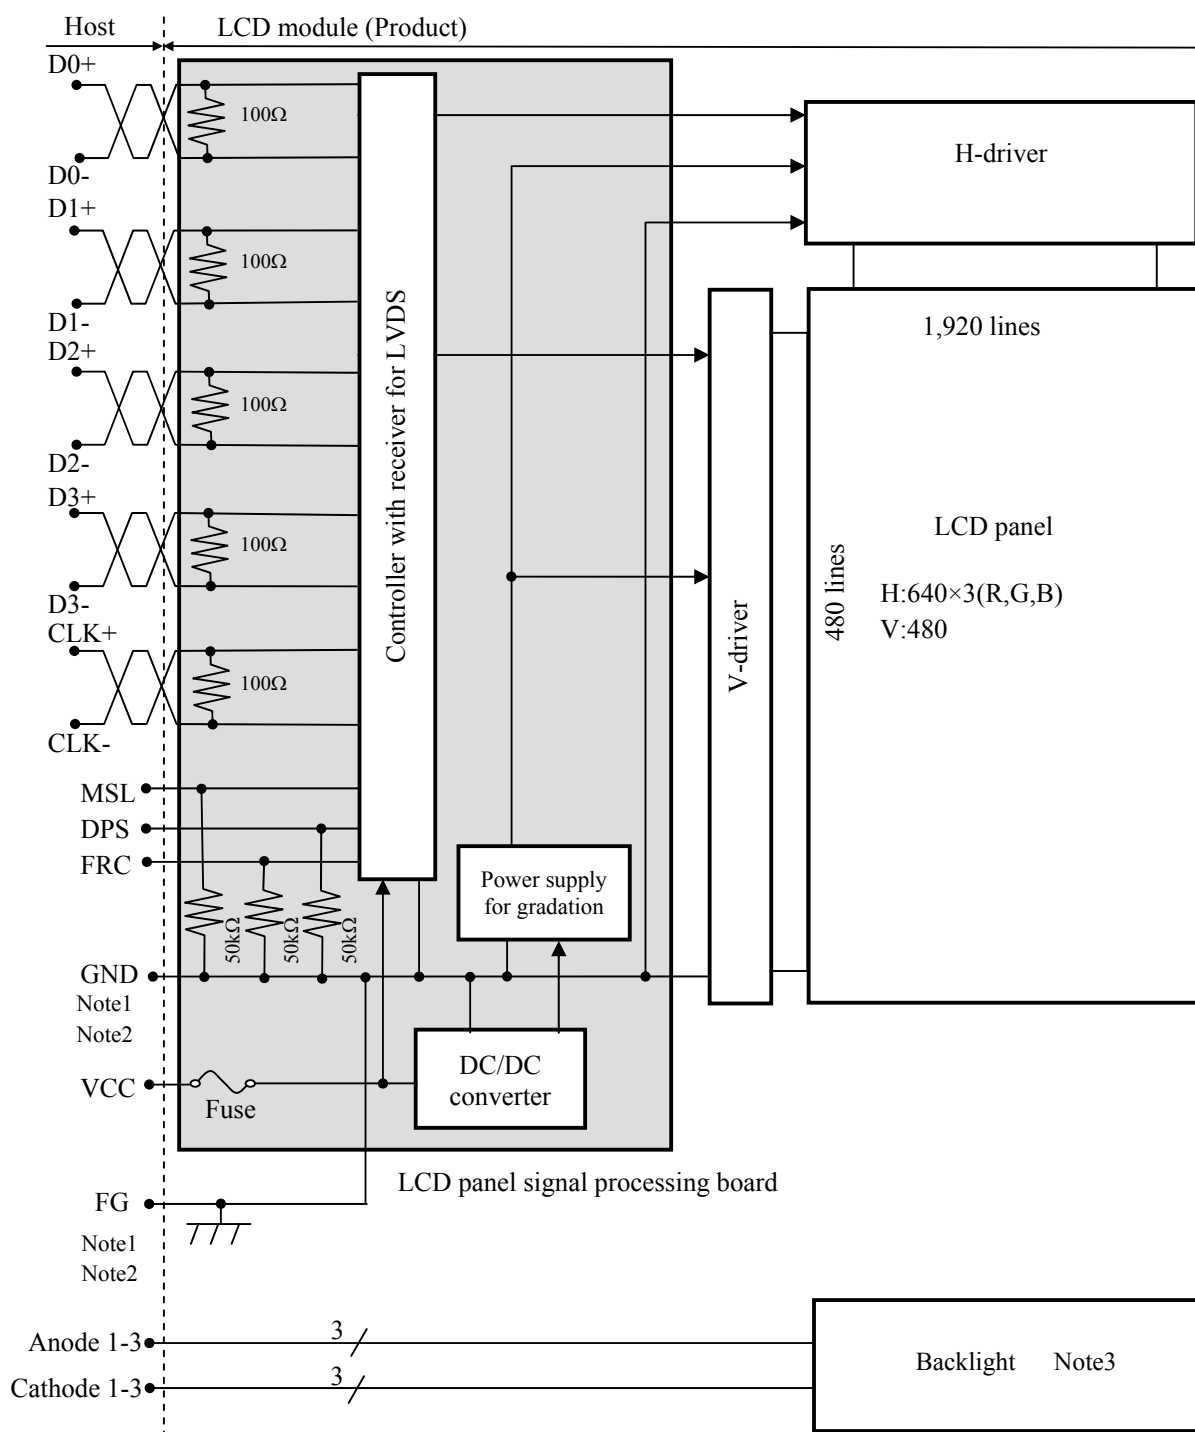 Host
LCD module (Product)
D0+
100Ω
D0-
D1+
100Ω
D1-
D2+
100Ω
D2-
D3+
100Ω
D3-
CLK+
100Ω
CLK-
MSL
DPS
FRC
50kΩ
50kΩ
50kΩ
GND
Note1
Note2
VCC
Fuse
FG
Note1
Note2
Controller with receiver for LVDS
Power supply
for gradation
DC/DC
converter
LCD panel signal processing board
H-driver
V-driver
1,920 lines
480 lines
LCD panel
H:640×3(R,G,B)
V:480
Anode 1-3
3
Cathode 1-3
3
Backlight Note3